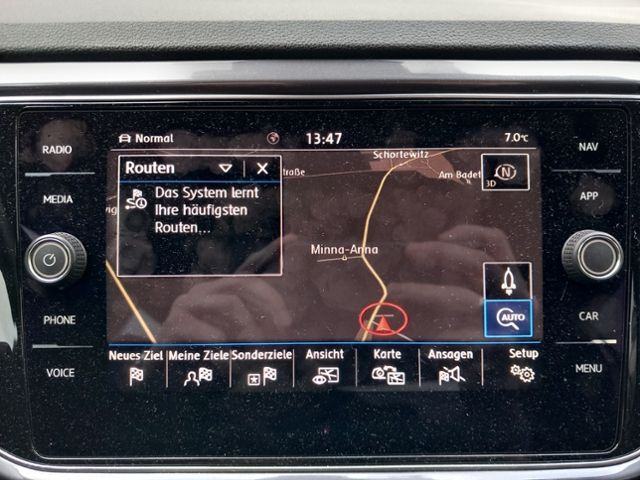 Normal 13:47 7.0°C
RADIO
MEDIA
PHONE
VOICE
Routen
Das System lernt
Ihre häufigsten
Routen...
straße
Schortewitz
Am Badet
Minna-Anna
3D
N
AUTO
Neues Ziel Meine Ziele Sonderziele Ansicht Karte Ansagen Setup
NAV
APP
CAR
MENU